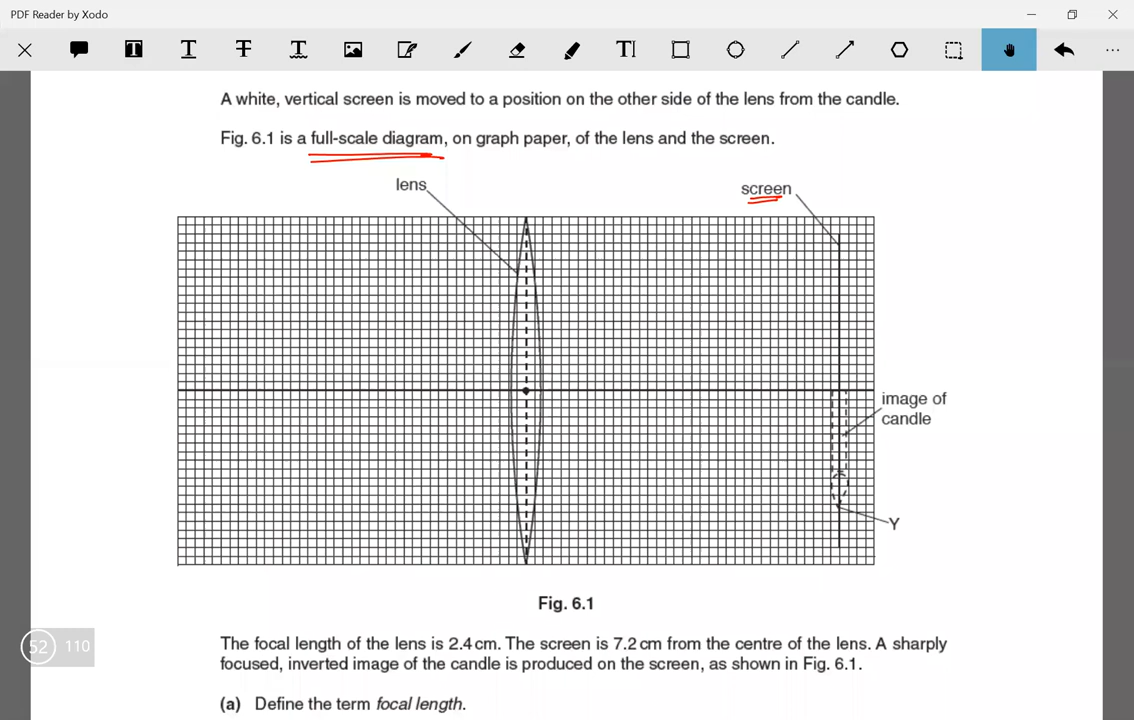 PDF Reader by Xodo
A white, vertical screen is moved to a position on the other side of the lens from the candle.
Fig. 6.1 is a full-scale diagram, on graph paper, of the lens and the screen.
lens
screen
image of
candle
Y
Fig. 6.1
52 110
The focal length of the lens is 2.4 cm. The screen is 7.2 cm from the centre of the lens. A sharply
focused, inverted image of the candle is produced on the screen, as shown in Fig. 6.1.
(a) Define the term focal length.